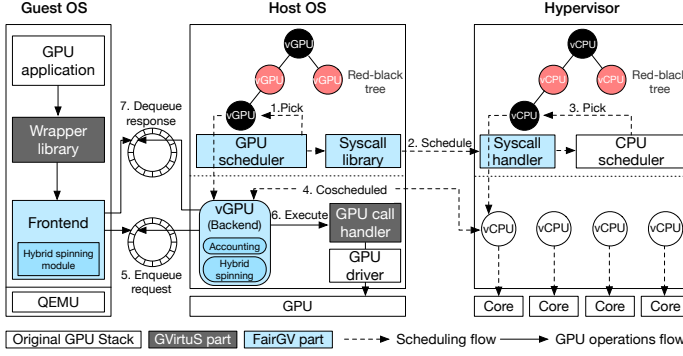 Guest OS
Host OS
Hypervisor
GPU
application
Wrapper
library
Frontend
Hybrid spinning
module
QEMU
7. Dequeue
response
5. Enqueue
request
vGPU
vGPU
vGPU
Red-black
tree
vGPU
1.Pick
GPU
scheduler
Syscall
library
2. Schedule
4. Coscheduled
vGPU
(Backend)
Accounting
Hybrid
spinning
6. Execute
GPU call
handler
GPU
driver
GPU
vCPU
vCPU
vCPU
Red-black
tree
vCPU
3. Pick
Syscall
handler
CPU
scheduler
vCPU
vCPU
vCPU
vCPU
Core
Core
Core
Core
Original GPU Stack
GVirtuS part
FairGV part
Scheduling flow
GPU operations flow